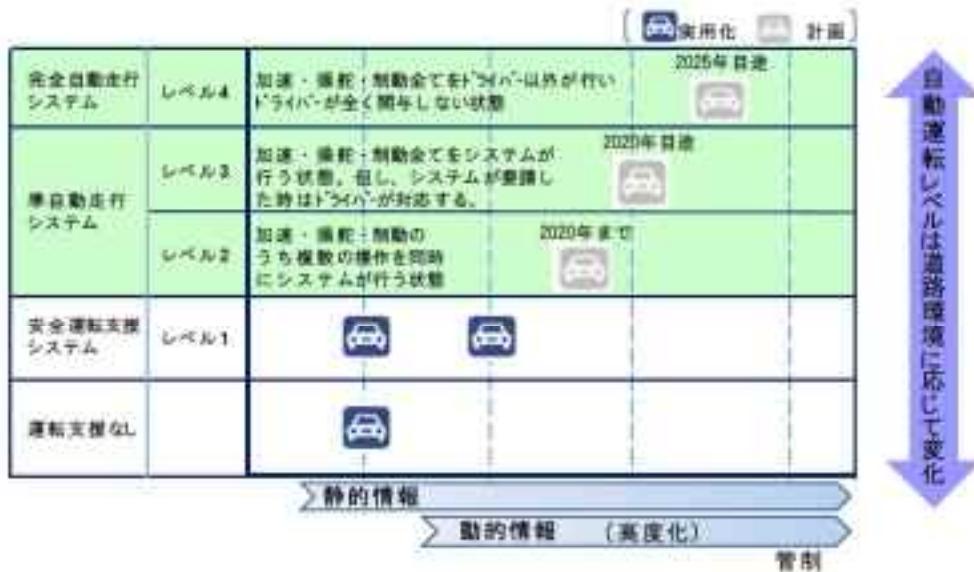 実用化 計画
完全自動走行
システム
レベル4
加速・操舵・制動全てをドライバー以外が行い
ドライバーが全く関与しない状態
2025年目途
準自動走行
システム
レベル3
加速・操舵・制動全てをシステムが
行う状態。但し、システムが要請し
た時はドライバーが対応する。
2020年目途
レベル2
加速・操舵・制動の
うち複数の操作を同時
にシステムが行う状態
2020年まで
安全運転支援
システム
レベル1
運転支援なし
静的情報
動的情報 (高度化)
管制
自動運転レベルは道路環境に応じて変化